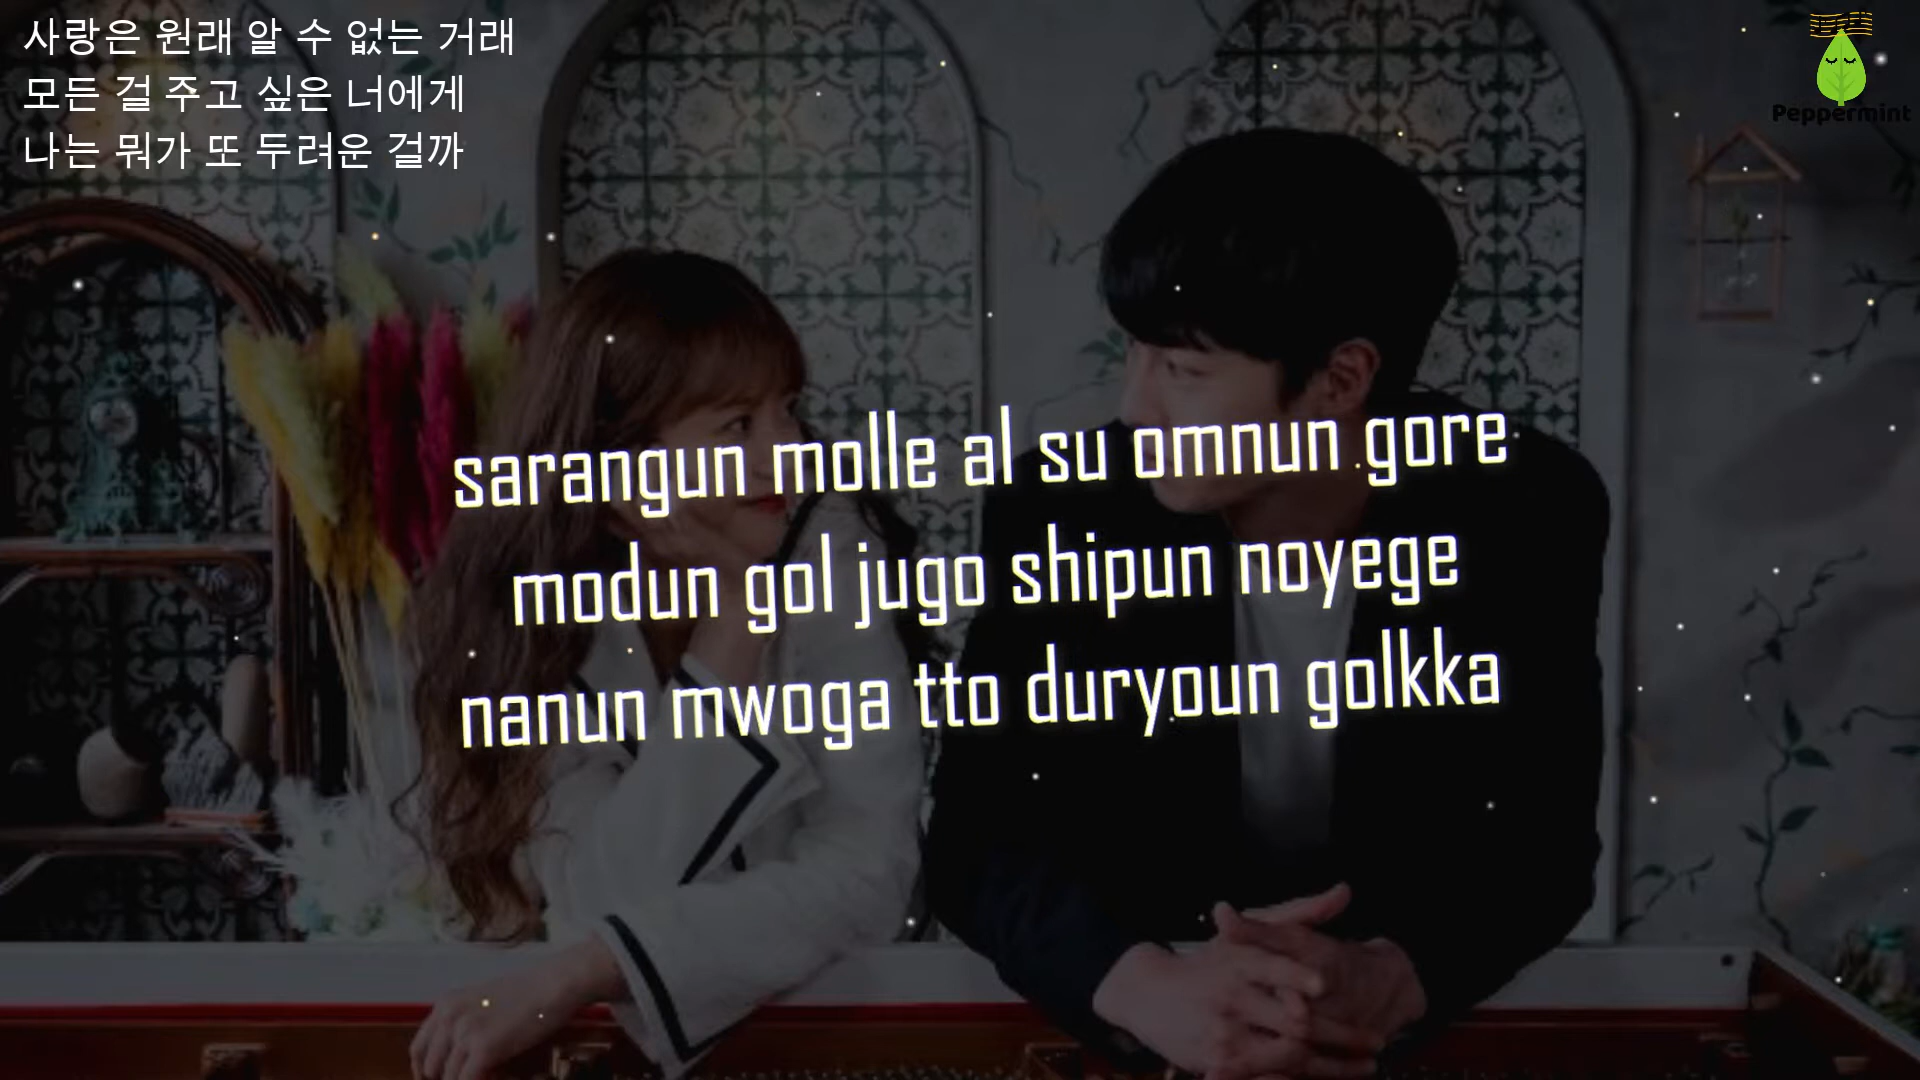 사랑은 원래 알 수 없는 거래
모든 걸 주고 싶은 너에게
나는 뭐가 또 두려운 걸까
Peppermint
sarangun molle al su omnun gore
modun gol jugo shipun noyege
nanun mwoga tto duryoun golkka